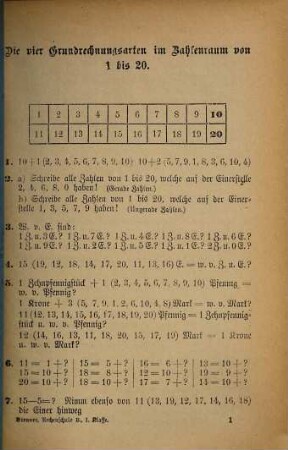 Die vier Grundrechnungsarten im Zahlenraum von
1 bis 20.
1 2 3 4 5 6 7 8 9 10
11 12 13 14 15 16 17 18 19 20
1. 10+1 (2, 3, 4, 5, 6, 7, 8, 9, 10) 10+2 (5, 7, 9, 1, 8, 3, 6, 10, 4)
2. a) Schreibe alle Zahlen von 1 bis 20, welche auf der Einerstelle
2, 4, 6, 8, 0 haben! (Gerade Zahlen.)
b) Schreibe alle Zahlen von 1 bis 20, welche auf der Einer-
stelle 1, 3, 5, 7, 9 haben! (Ungerade Zahlen.)
3. W. v. E. sind:
1 Z. u. 3 E.? 1 Z. u. 7 E.? 1 Z. u. 4 E.? 1 Z. u. 8 E.? 1 Z. u. 6 E.?
1 Z. u. 9 E.? 1 Z. u. 2 E.? 1 Z. u. 5 E.? 1 Z. u. 1 E.? 1 Z. u. 0 E.?
4. 15 (19, 12, 18, 14, 17, 20, 11, 13, 16) E. = w. v. Z. u. E.?
5. 1 Zehnpfennigstück + 1 (5, 2, 4, 6, 3, 7, 9, 8, 10) Pfennig =
w. v. Pfennig?
1 Krone + 3 (5, 7, 9, 1, 2, 6, 10, 4, 8) Mark = w. v. Mark?
11 (12, 13, 14, 15, 16, 17, 18, 19, 20) Pfennig = 1 Zehnpfennig-
stück u. w. v. Pfennig?
12 (14, 16, 13, 11, 18, 20, 15, 17, 19) Mark = 1 Krone
u. w. v. Mark?
6. 11 = 1 + ? 15 = 5 + ? 16 = 6 + ? 13 = 10 + ?
18 = 8 + ? 20 = 10 + ? 12 = 2 + ? 14 = 10 + ?
17 = 7 + ? 19 = 9 + ? 11 = 10 + ? 15 = 10 + ?
7. 15—5=? Nimm ebenso von 11 (13, 19, 12, 17, 14, 16, 18)
die Einer hinweg
Rechenschule II, 2. Klasse. 1